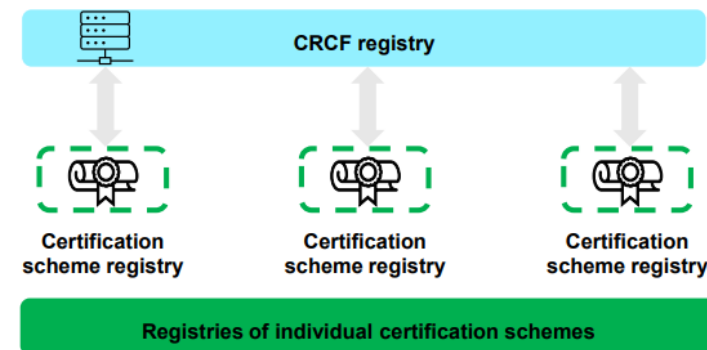 CRCF registry
Certification
scheme registry
Certification
scheme registry
Certification
scheme registry
Registries of individual certification schemes